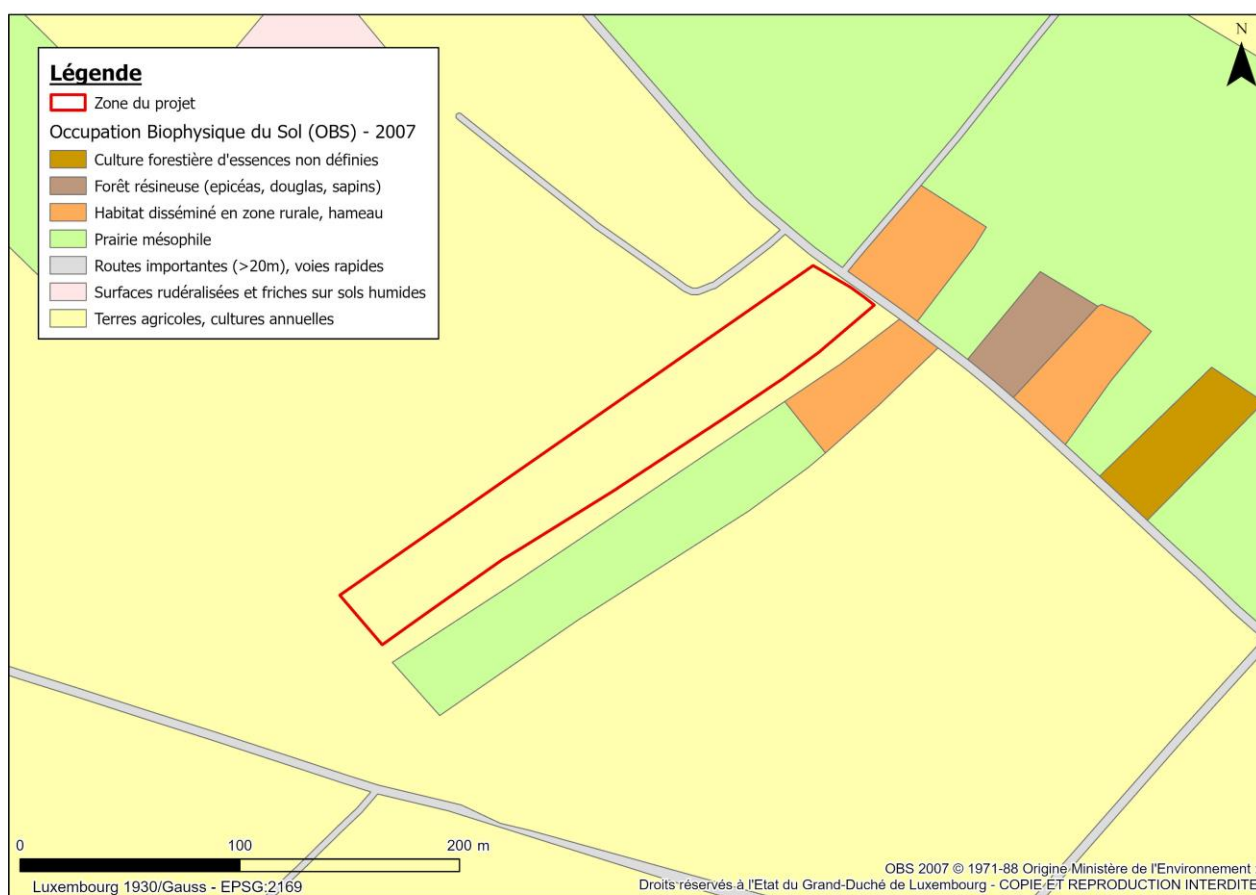 N
Légende
Zone du projet
Occupation Biophysique du Sol (OBS) - 2007
Culture forestière d'essences non définies
Forêt résineuse (epicéas, douglas, sapins)
Habitat disséminé en zone rurale, hameau
Prairie mésophile
Routes importantes (>20m), voies rapides
Surfaces rudéralisées et friches sur sols humides
Terres agricoles, cultures annuelles
0 100 200 m
Luxembourg 1930/Gauss - EPSG:2169
OBS 2007 © 1971-88 Origine Ministère de l'Environnement
Droits réservés à l'Etat du Grand-Duché de Luxembourg - COPIE ET REPRODUCTION INTERDITE